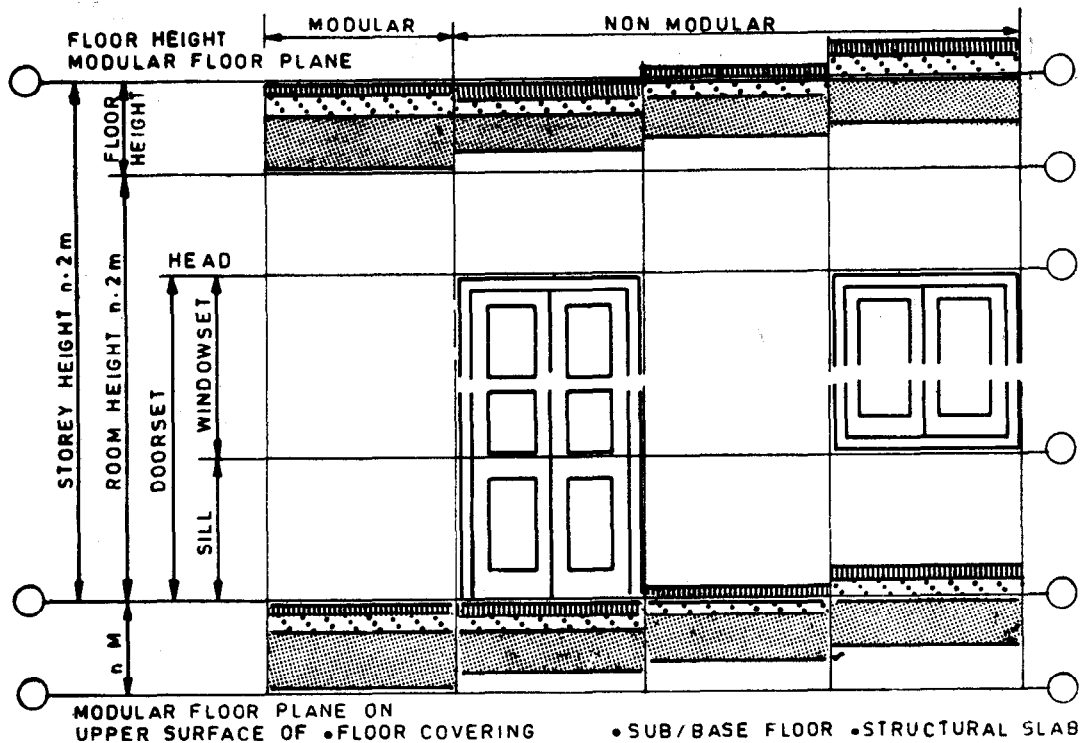 MODULAR
NON MODULAR
FLOOR HEIGHT
MODULAR FLOOR PLANE
FLOOR
HEIGHT
STOREY HEIGHT n.2m
ROOM HEIGHT n.2m
HEAD
DOORSET
WINDOWSET
SILL
n M
MODULAR FLOOR PLANE ON
UPPER SURFACE OF •FLOOR COVERING •SUB/BASE FLOOR •STRUCTURAL SLAB